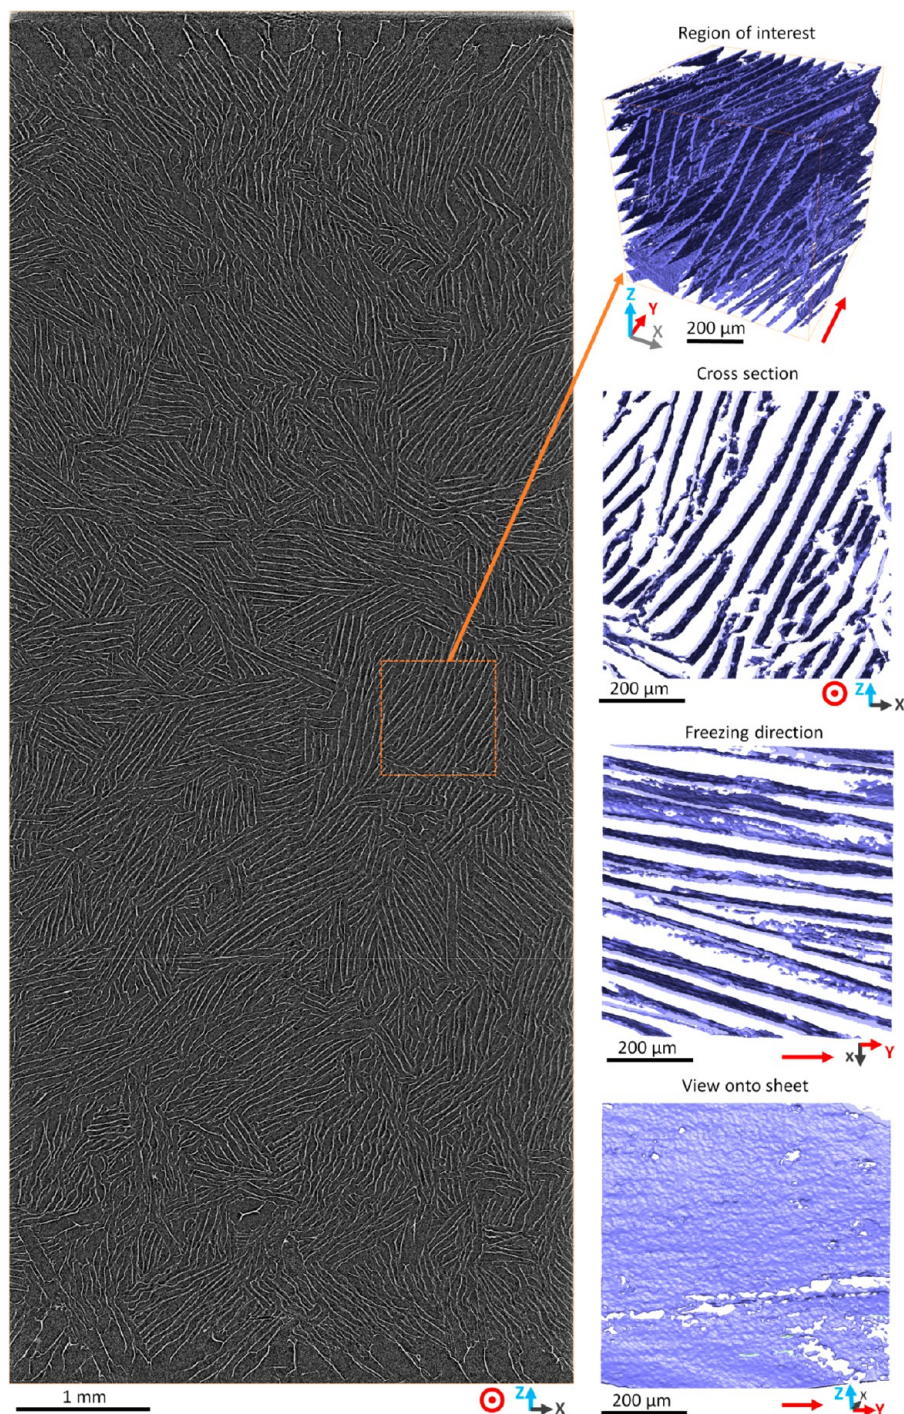 Region of interest
Z
Y
X
200 µm
Cross section
200 µm
Z
X
Freezing direction
200 µm
X
Y
View onto sheet
1 mm
Z
X
200 µm
Z
X
Y